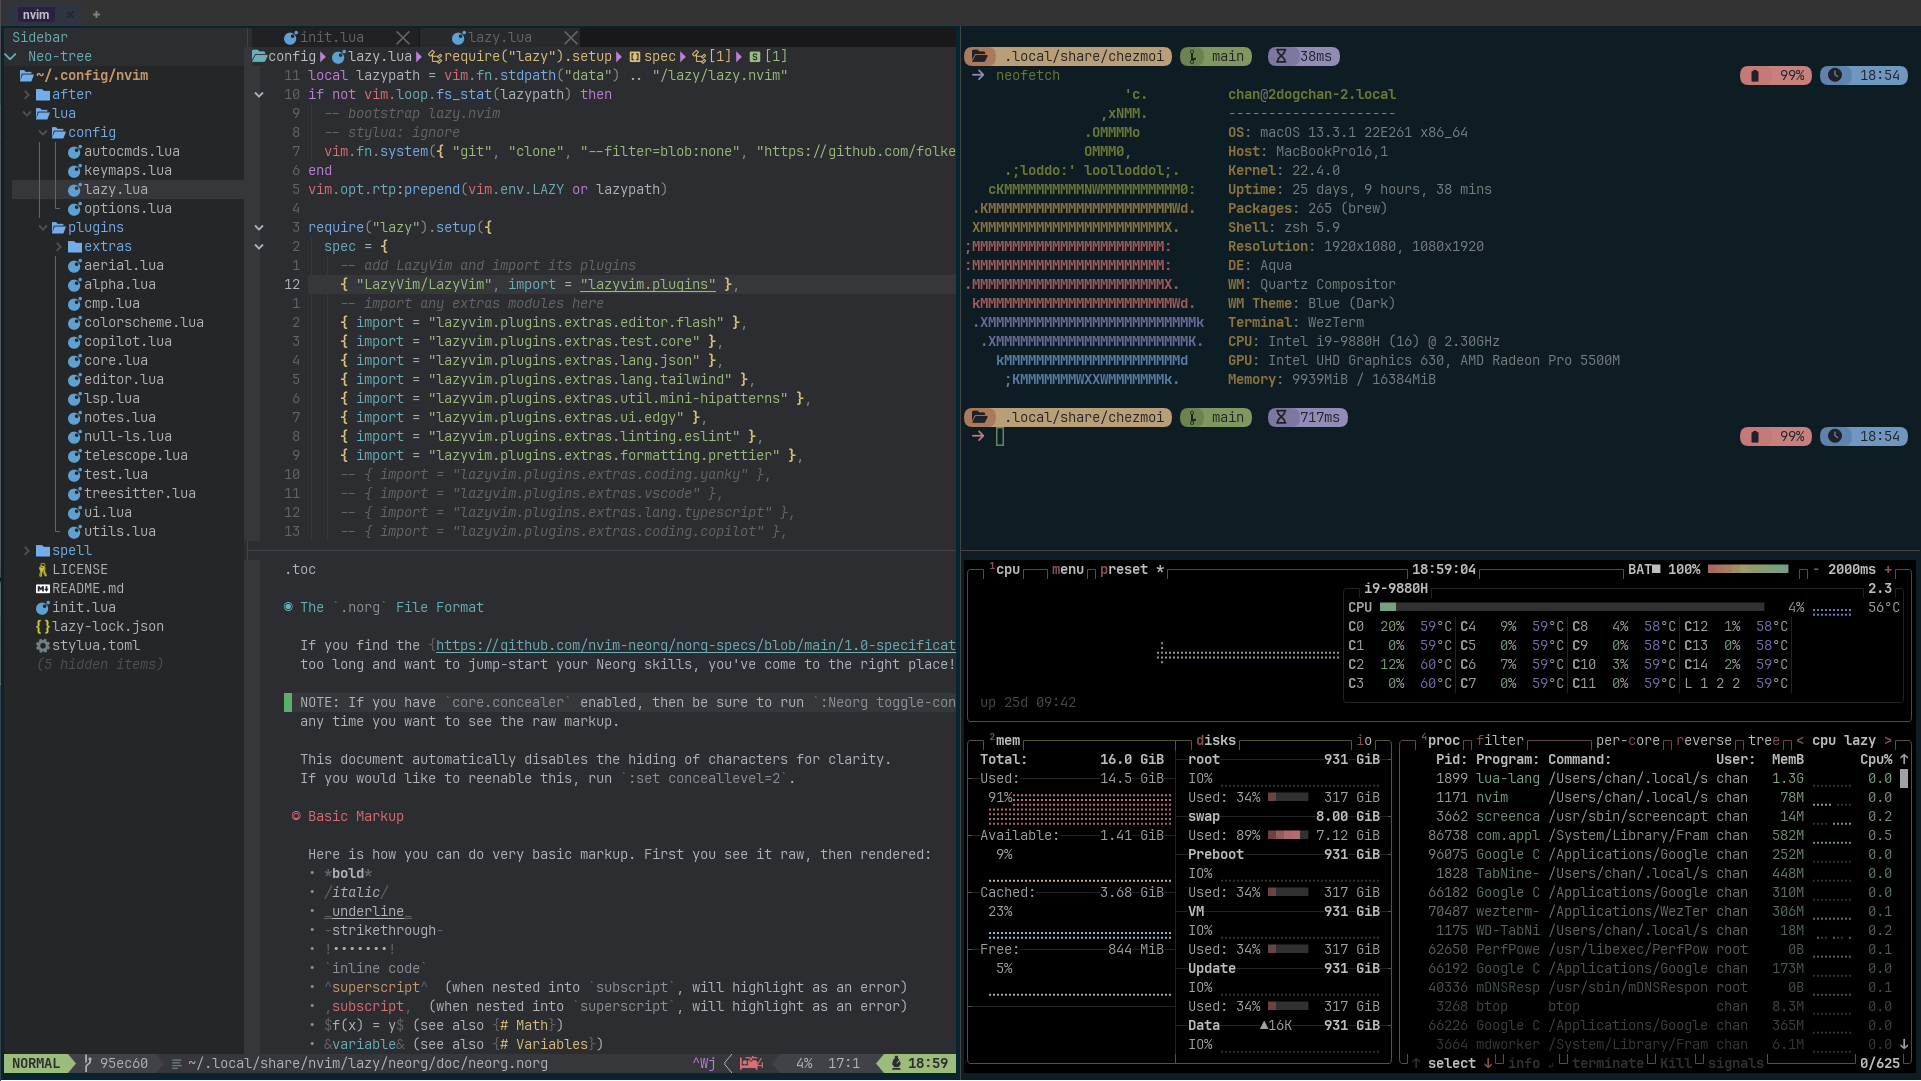 nvim × +
Sidebar
Neo-tree
~/.config/nvim
after
lua
config
autocmds.lua
keymaps.lua
lazy.lua
options.lua
plugins
extras
aerial.lua
alpha.lua
cmp.lua
colorscheme.lua
copilot.lua
core.lua
editor.lua
lsp.lua
notes.lua
null-ls.lua
telescope.lua
test.lua
treesitter.lua
ui.lua
utils.lua
spell
LICENSE
README.md
init.lua
lazy-lock.json
stylua.toml
(5 hidden items)
init.lua lazy.lua
config lazy.lua require("lazy").setup spec [1] [1]
11 local lazypath = vim.fn.stdpath("data") .. "/lazy/lazy.nvim"
10 if not vim.loop.fs_stat(lazypath) then
9 -- bootstrap lazy.nvim
8 -- stylua: ignore
7 vim.fn.system({ "git", "clone", "--filter=blob:none", "https://github.com/folke
6 end
5 vim.opt.rtp:prepend(vim.env.LAZY or lazypath)
4
3 require("lazy").setup({
2 spec = {
1 -- add LazyVim and import its plugins
12 { "LazyVim/LazyVim", import = "lazyvim.plugins" },
1 -- import any extras modules here
2 { import = "lazyvim.plugins.extras.editor.flash" },
3 { import = "lazyvim.plugins.extras.test.core" },
4 { import = "lazyvim.plugins.extras.lang.json" },
5 { import = "lazyvim.plugins.extras.lang.tailwind" },
6 { import = "lazyvim.plugins.extras.util.mini-hipatterns" },
7 { import = "lazyvim.plugins.extras.ui.edgy" },
8 { import = "lazyvim.plugins.extras.linting.eslint" },
9 { import = "lazyvim.plugins.extras.formatting.prettier" },
10 -- { import = "lazyvim.plugins.extras.coding.yanky" },
11 -- { import = "lazyvim.plugins.extras.vscode" },
12 -- { import = "lazyvim.plugins.extras.lang.typescript" },
13 -- { import = "lazyvim.plugins.extras.coding.copilot" },
.toc
◉ The `.norg` File Format
If you find the {https://github.com/nvim-neorg/norg-specs/blob/main/1.0-specificat
too long and want to jump-start your Neorg skills, you've come to the right place!
NOTE: If you have `core.concealer` enabled, then be sure to run `:Neorg toggle-con
any time you want to see the raw markup.
This document automatically disables the hiding of characters for clarity.
If you would like to reenable this, run `:set conceallevel=2`.
◎ Basic Markup
Here is how you can do very basic markup. First you see it raw, then rendered:
• *bold*
• /italic/
• _underline_
• -strikethrough-
• !•••••••!
• `inline code`
• ^superscript^ (when nested into `subscript`, will highlight as an error)
• ,subscript, (when nested into `superscript`, will highlight as an error)
• $f(x) = y$ (see also {# Math})
• &variable& (see also {# Variables})
NORMAL 95ec60 ~/.local/share/nvim/lazy/neorg/doc/neorg.norg ^Wj 4 4% 17:1 18:59
.local/share/chezmoi main 38ms
→ neofetch 99% 18:54
'c.
,xNMM.
.OMMMMo
OMMM0,
.;loddo:' loolloddol;.
cKMMMMMMMMMMNWMMMMMMMMMM0:
.KMMMMMMMMMMMMMMMMMMMMMMMWd.
XMMMMMMMMMMMMMMMMMMMMMMMX.
;MMMMMMMMMMMMMMMMMMMMMMMM:
:MMMMMMMMMMMMMMMMMMMMMMMM:
.MMMMMMMMMMMMMMMMMMMMMMMMX.
kMMMMMMMMMMMMMMMMMMMMMMMMWd.
.XMMMMMMMMMMMMMMMMMMMMMMMMMMk
.XMMMMMMMMMMMMMMMMMMMMMMMMK.
kMMMMMMMMMMMMMMMMMMMMMMd
;KMMMMMMMWXXWMMMMMMMk.
chan@2dogchan-2.local
---------------------
OS: macOS 13.3.1 22E261 x86_64
Host: MacBookPro16,1
Kernel: 22.4.0
Uptime: 25 days, 9 hours, 38 mins
Packages: 265 (brew)
Shell: zsh 5.9
Resolution: 1920x1080, 1080x1920
DE: Aqua
WM: Quartz Compositor
WM Theme: Blue (Dark)
Terminal: WezTerm
CPU: Intel i9-9880H (16) @ 2.30GHz
GPU: Intel UHD Graphics 630, AMD Radeon Pro 5500M
Memory: 9939MiB / 16384MiB
.local/share/chezmoi main 717ms
→ 99% 18:54
1cpu menu preset * 18:59:04 BAT■ 100% - 2000ms +
i9-9880H 2.3
CPU 4% 56°C
C0 20% 59°C C4 9% 59°C C8 4% 58°C C12 1% 58°C
C1 0% 59°C C5 0% 59°C C9 0% 58°C C13 0% 58°C
C2 12% 60°C C6 7% 59°C C10 3% 59°C C14 2% 59°C
C3 0% 60°C C7 0% 59°C C11 0% 59°C L 1 2 2 59°C
up 25d 09:42
2mem
Total: 16.0 GiB
Used: 14.5 GiB
91%
Available: 1.41 GiB
9%
Cached: 3.68 GiB
23%
Free: 844 MiB
5%
disks io
root 931 GiB
IO%
Used: 34% 317 GiB
swap 8.00 GiB
Used: 89% 7.12 GiB
Preboot 931 GiB
IO%
Used: 34% 317 GiB
VM 931 GiB
IO%
Used: 34% 317 GiB
Update 931 GiB
IO%
Used: 34% 317 GiB
Data ▲16K 931 GiB
IO%
4proc filter per-core reverse tree < cpu lazy >
Pid: Program: Command: User: MemB Cpu% ↑
1899 lua-lang /Users/chan/.local/s chan 1.3G 0.0
1171 nvim /Users/chan/.local/s chan 78M 0.0
3662 screenca /usr/sbin/screencapt chan 14M 0.2
86738 com.appl /System/Library/Fram chan 582M 0.5
96075 Google C /Applications/Google chan 252M 0.0
1828 TabNine- /Users/chan/.local/s chan 448M 0.0
66182 Google C /Applications/Google chan 310M 0.0
70487 wezterm- /Applications/WezTer chan 306M 0.1
1175 WD-TabNi /Users/chan/.local/s chan 18M 0.2
62650 PerfPowe /usr/libexec/PerfPow root 0B 0.1
66192 Google C /Applications/Google chan 173M 0.0
40336 mDNSResp /usr/sbin/mDNSRespon root 0B 0.1
3268 btop btop chan 8.3M 0.0
66226 Google C /Applications/Google chan 365M 0.0
3664 mdworker /System/Library/Fram chan 6.1M 0.0 ↓
↑ select ↓ info ↵ terminate Kill signals 0/625